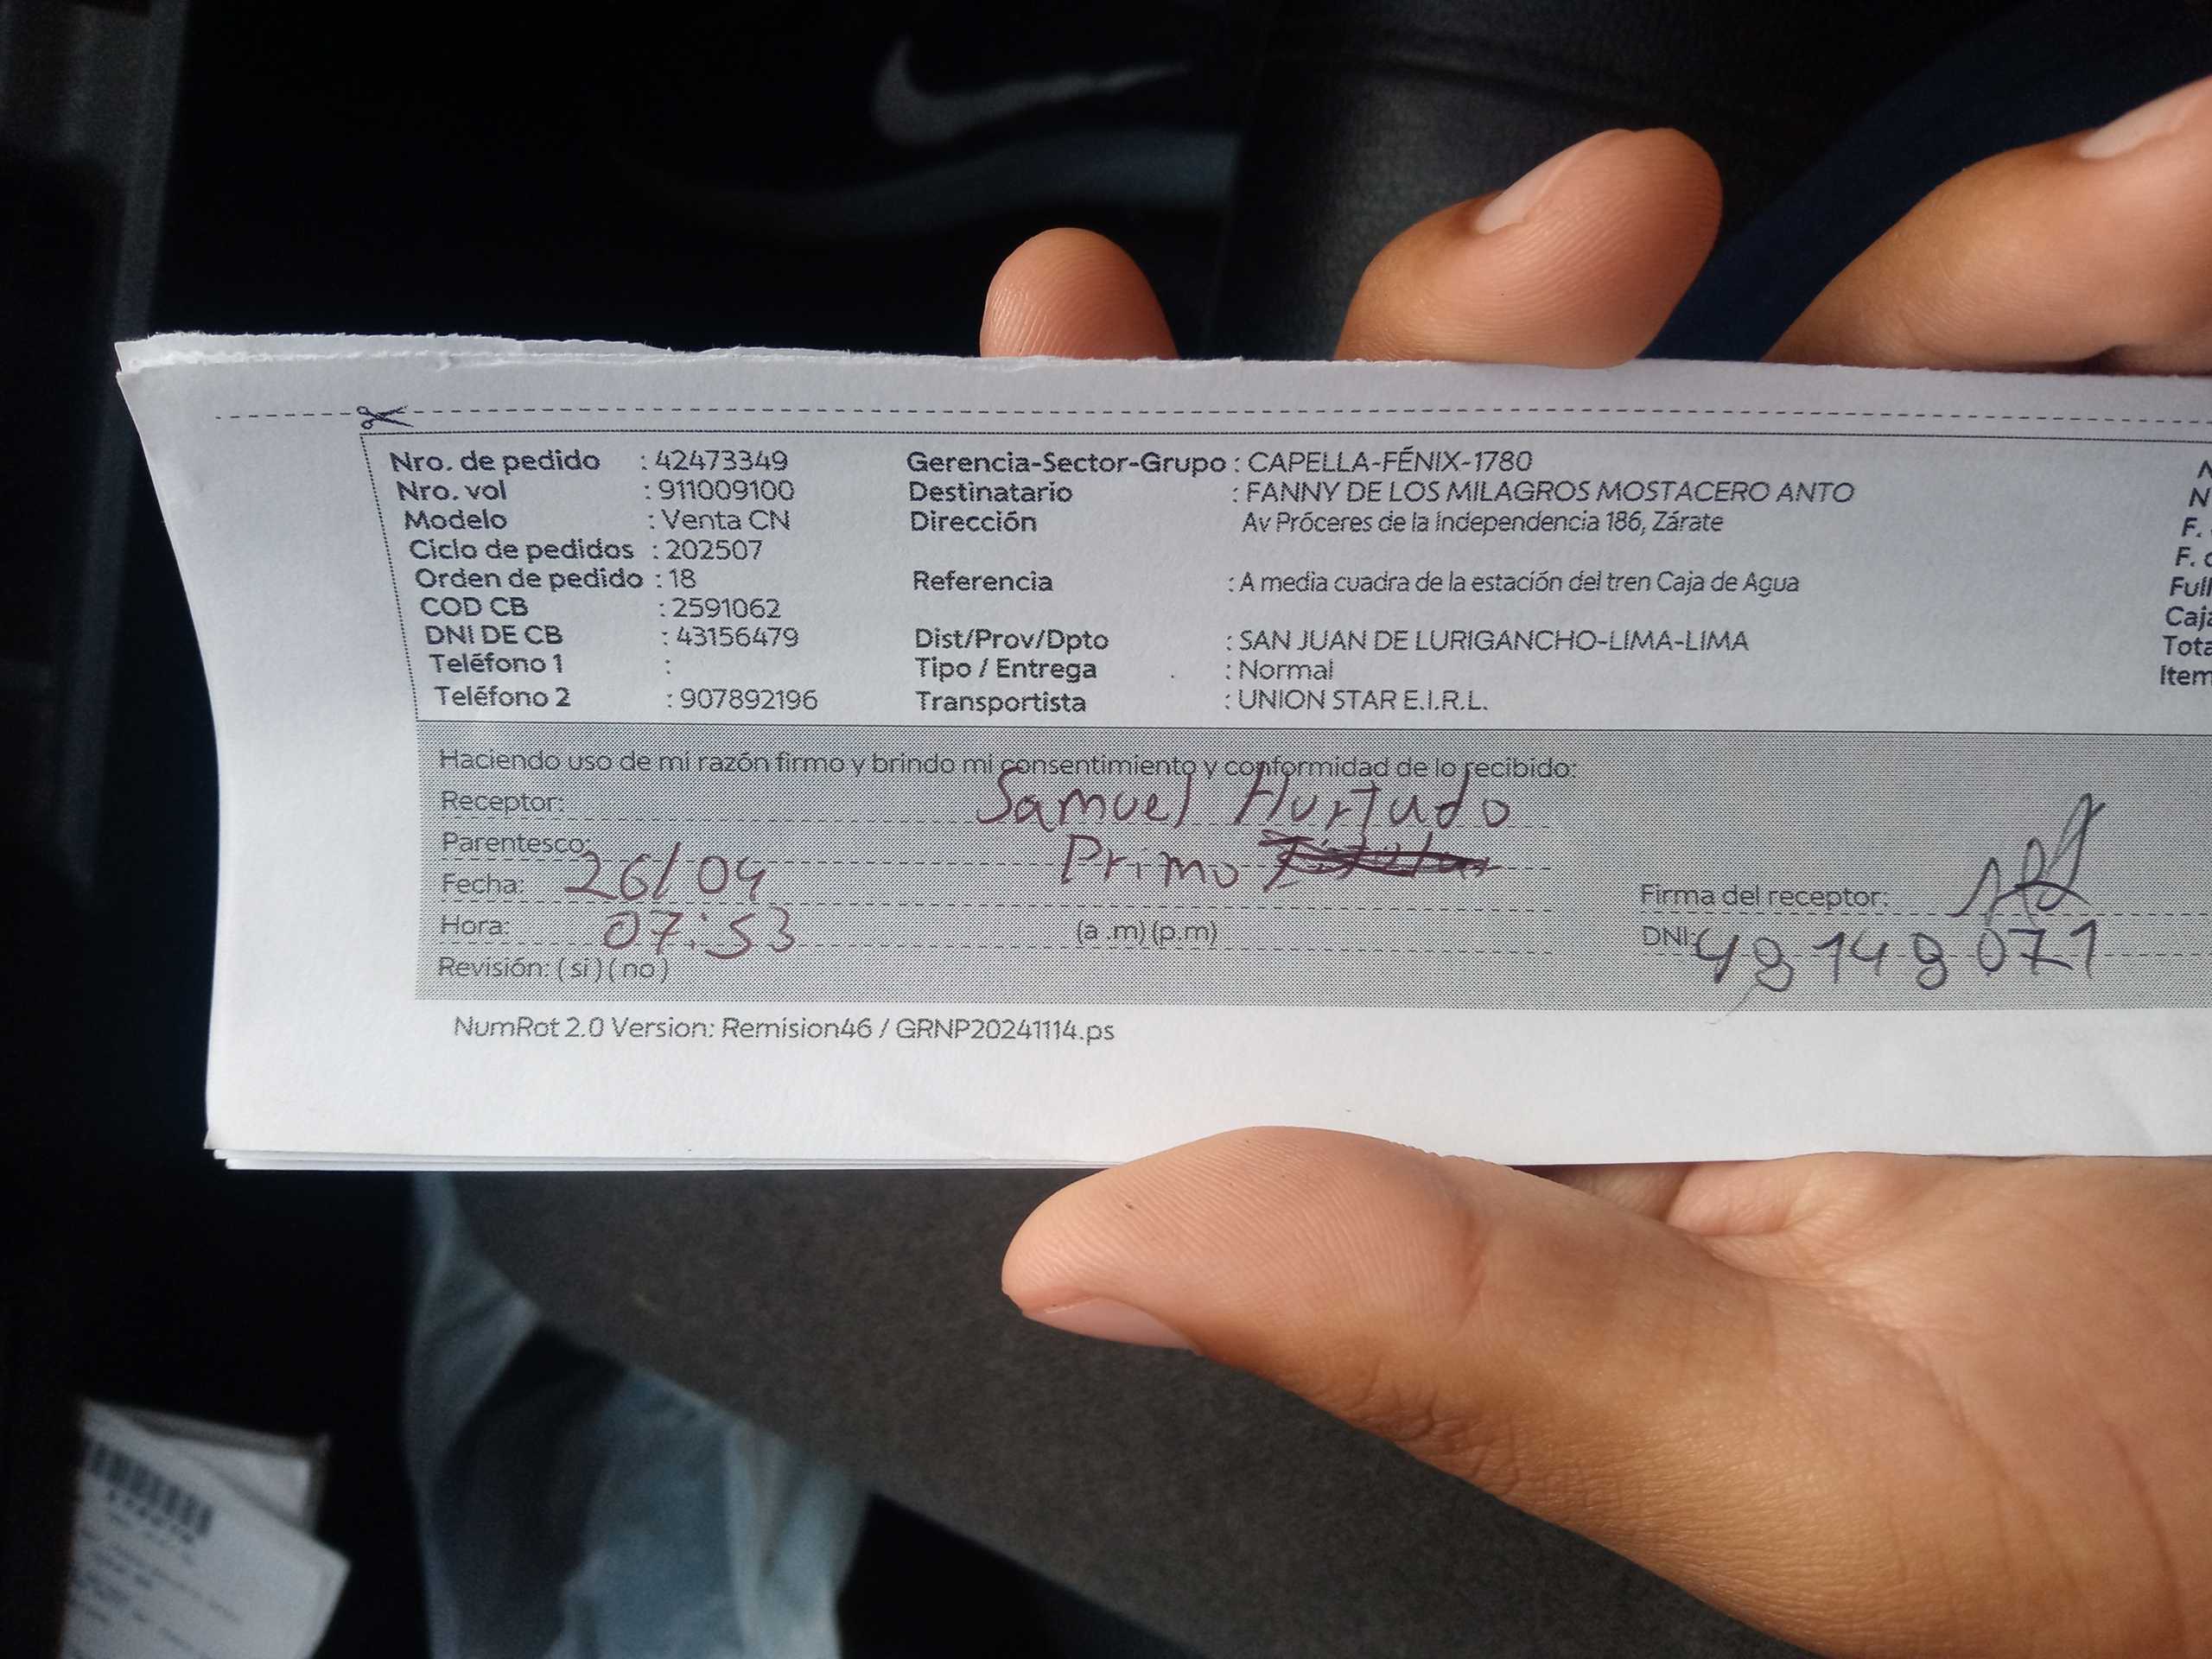 Nro. de pedido : 42473349 Gerencia-Sector-Grupo : CAPELLA-FÉNIX-1780
Nro. vol : 911009100 Destinatario : FANNY DE LOS MILAGROS MOSTACERO ANTO
Modelo : Venta CN Dirección Av Próceres de la Independencia 186, Zárate
Ciclo de pedidos : 202507
Orden de pedido : 18 Referencia : A media cuadra de la estación del tren Caja de Agua
COD CB : 2591062
DNI DE CB : 43156479 Dist/Prov/Dpto : SAN JUAN DE LURIGANCHO-LIMA-LIMA
Teléfono 1 : Tipo / Entrega : Normal
Teléfono 2 : 907892196 Transportista : UNION STAR E.I.R.L.
Haciendo uso de mi razón firmo y brindo mi consentimiento y conformidad de lo recibido:
Receptor: Samuel Hurtado
Parentesco: Primo
Fecha: 26/04 Firma del receptor:
Hora: 07:53 (a .m) (p.m) DNI: 49149071
Revisión: ( si ) ( no )
NumRot 2.0 Version: Remision46 / GRNP20241114.ps